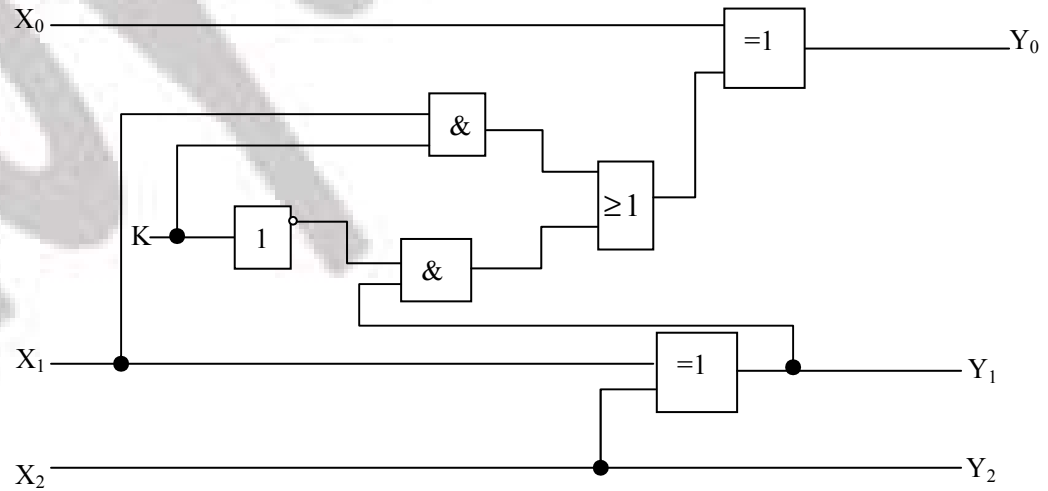 X₀
=1
Y₀
&
≥1
K
1
&
X₁
=1
Y₁
X₂
Y₂